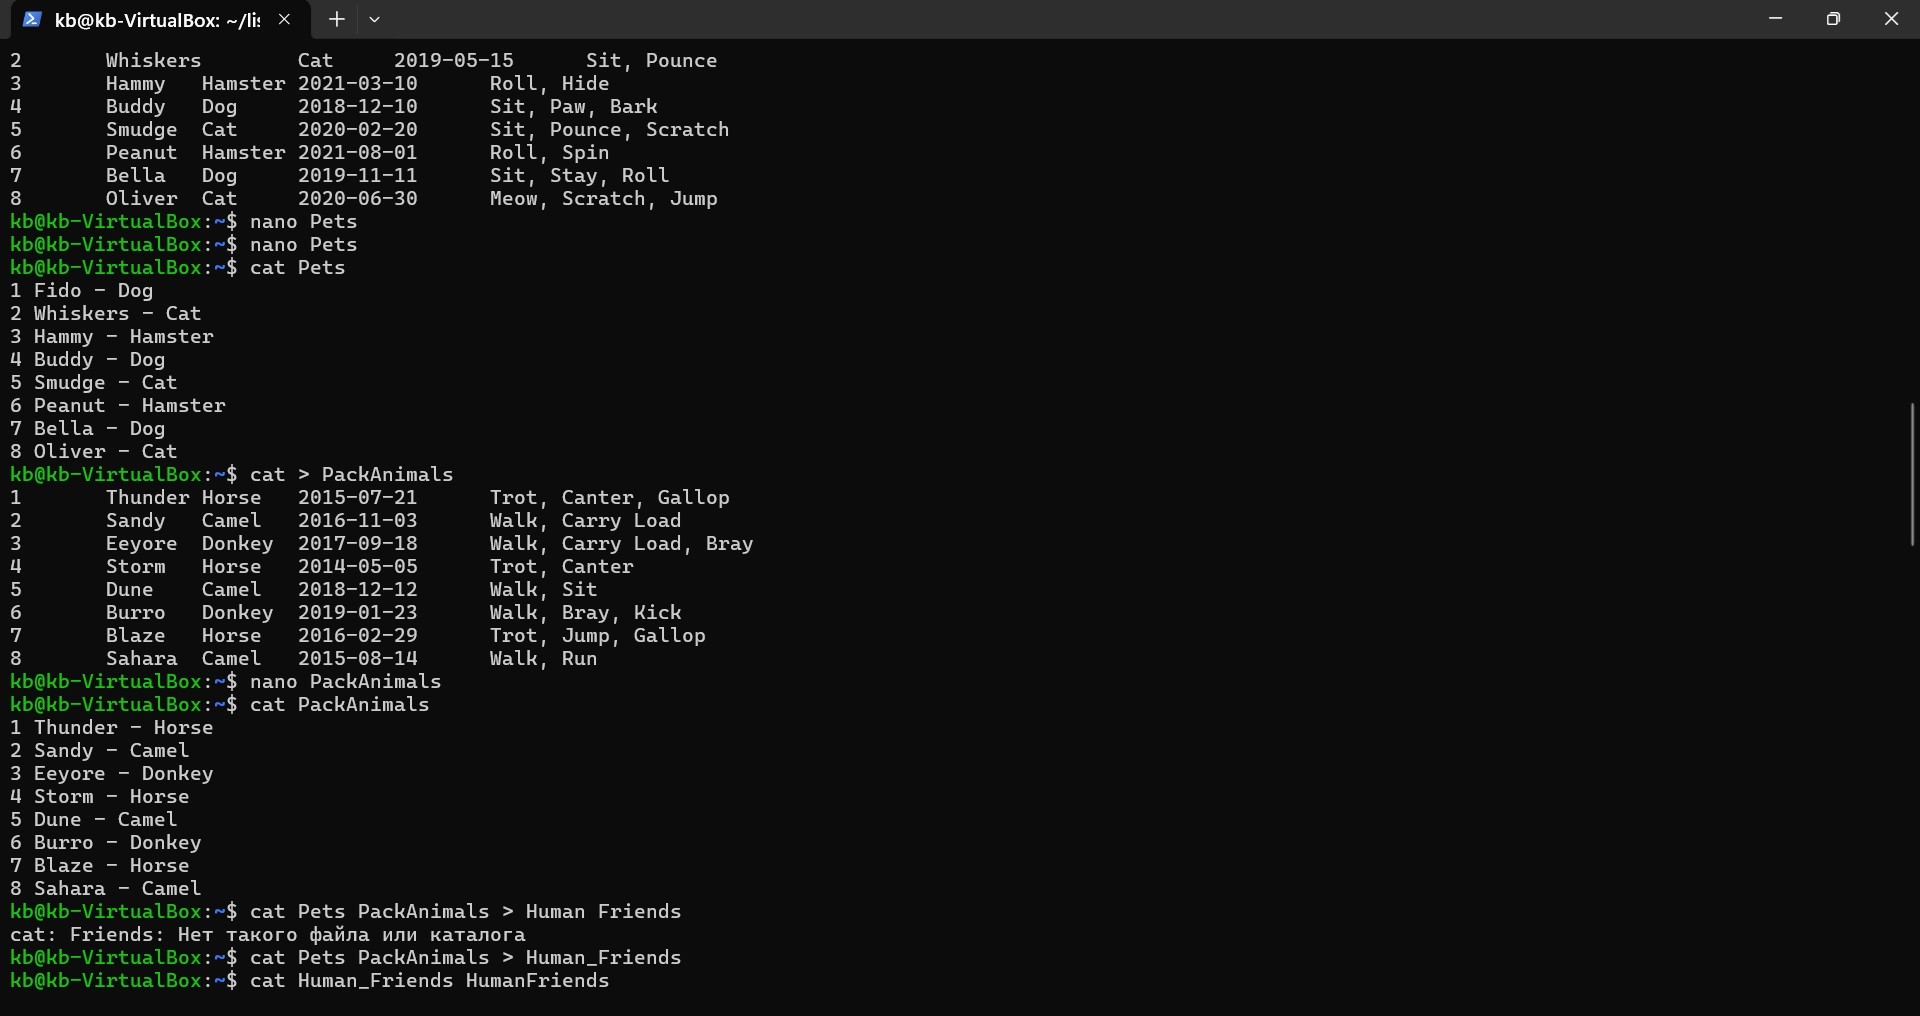 kb@kb-VirtualBox: ~/lis
2 Whiskers Cat 2019-05-15 Sit, Pounce
3 Hammy Hamster 2021-03-10 Roll, Hide
4 Buddy Dog 2018-12-10 Sit, Paw, Bark
5 Smudge Cat 2020-02-20 Sit, Pounce, Scratch
6 Peanut Hamster 2021-08-01 Roll, Spin
7 Bella Dog 2019-11-11 Sit, Stay, Roll
8 Oliver Cat 2020-06-30 Meow, Scratch, Jump
kb@kb-VirtualBox:~$ nano Pets
kb@kb-VirtualBox:~$ nano Pets
kb@kb-VirtualBox:~$ cat Pets
1 Fido - Dog
2 Whiskers - Cat
3 Hammy - Hamster
4 Buddy - Dog
5 Smudge - Cat
6 Peanut - Hamster
7 Bella - Dog
8 Oliver - Cat
kb@kb-VirtualBox:~$ cat > PackAnimals
1 Thunder Horse 2015-07-21 Trot, Canter, Gallop
2 Sandy Camel 2016-11-03 Walk, Carry Load
3 Eeyore Donkey 2017-09-18 Walk, Carry Load, Bray
4 Storm Horse 2014-05-05 Trot, Canter
5 Dune Camel 2018-12-12 Walk, Sit
6 Burro Donkey 2019-01-23 Walk, Bray, Kick
7 Blaze Horse 2016-02-29 Trot, Jump, Gallop
8 Sahara Camel 2015-08-14 Walk, Run
kb@kb-VirtualBox:~$ nano PackAnimals
kb@kb-VirtualBox:~$ cat PackAnimals
1 Thunder - Horse
2 Sandy - Camel
3 Eeyore - Donkey
4 Storm - Horse
5 Dune - Camel
6 Burro - Donkey
7 Blaze - Horse
8 Sahara - Camel
kb@kb-VirtualBox:~$ cat Pets PackAnimals > Human Friends
cat: Friends: Нет такого файла или каталога
kb@kb-VirtualBox:~$ cat Pets PackAnimals > Human_Friends
kb@kb-VirtualBox:~$ cat Human_Friends HumanFriends